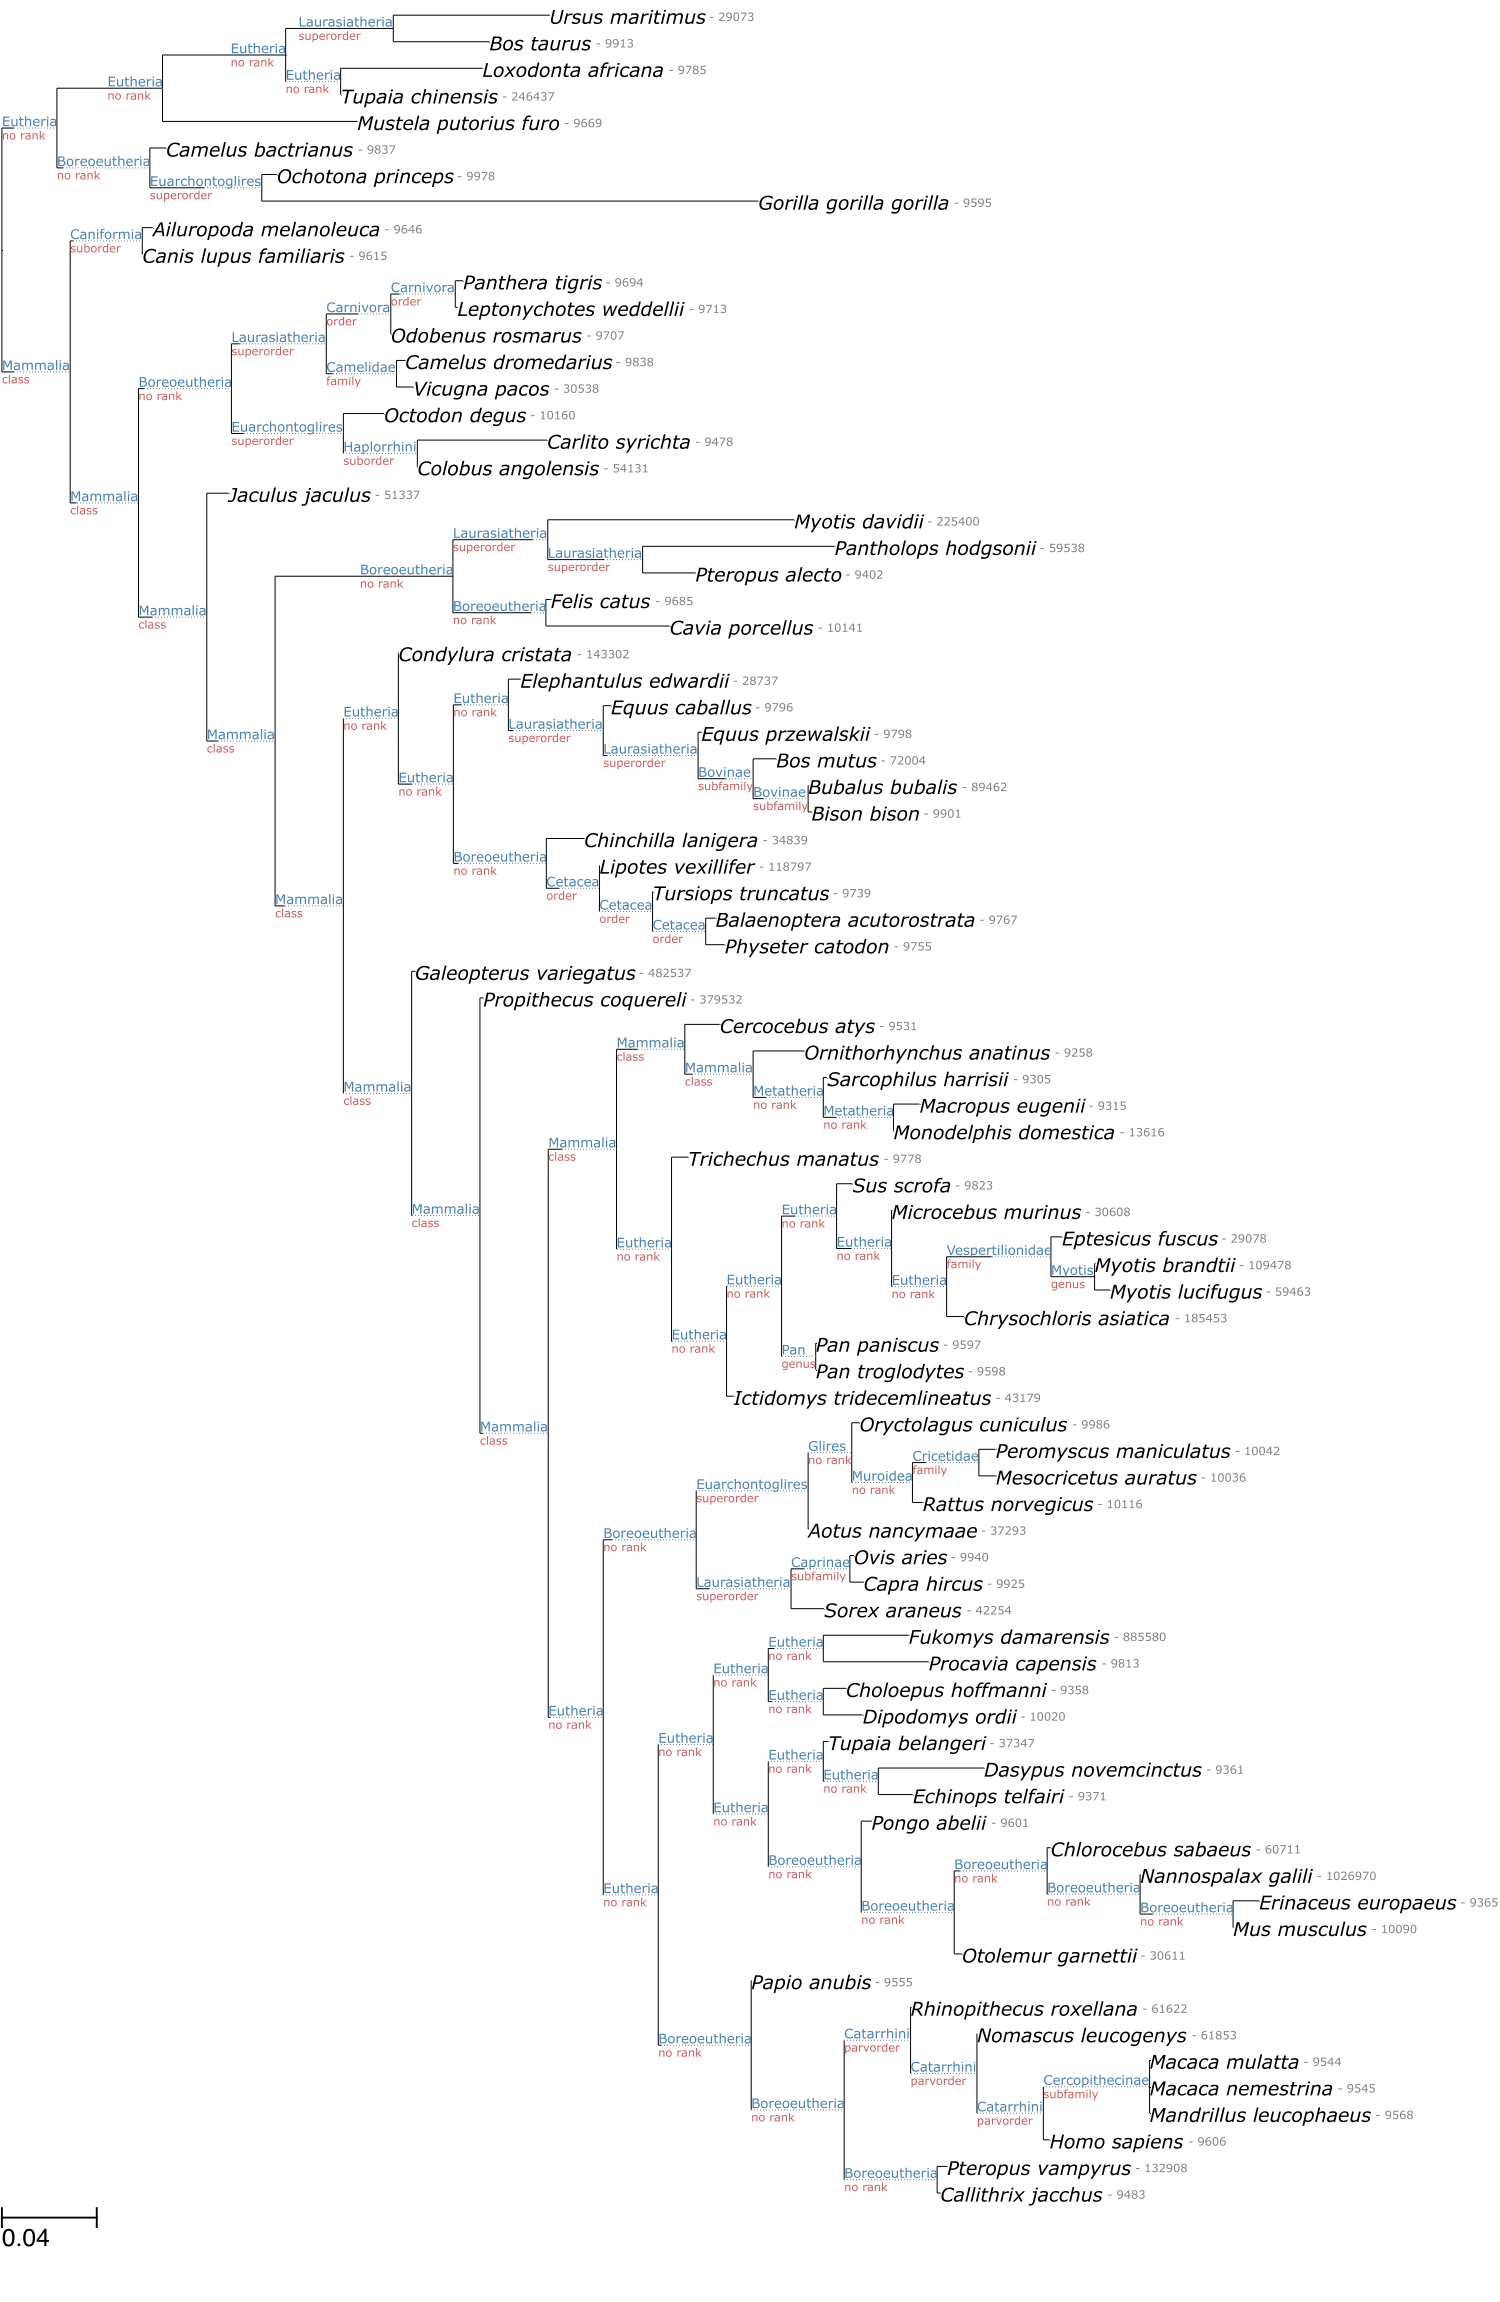 Ursus maritimus - 29073
Laurasiatheria
superorder
Bos taurus - 9913
Eutheria
no rank
Loxodonta africana - 9785
Eutheria
no rank
Eutheria
no rank
Tupaia chinensis - 246437
Mustela putorius furo - 9669
Eutheria
no rank
Camelus bactrianus - 9837
Boreoeutheria
no rank
Ochotona princeps - 9978
Euarchontoglires
superorder
Gorilla gorilla gorilla - 9595
Ailuropoda melanoleuca - 9646
Caniformia
suborder
Canis lupus familiaris - 9615
Panthera tigris - 9694
Carnivora
order
Leptonychotes weddellii - 9713
Carnivora
order
Odobenus rosmarus - 9707
Laurasiatheria
superorder
Camelus dromedarius - 9838
Mammalia
class
Camelidae
family
Boreoeutheria
no rank
Vicugna pacos - 30538
Octodon degus - 10160
Euarchontoglires
superorder
Carlito syrichta - 9478
Haplorrhini
suborder
Colobus angolensis - 54131
Mammalia
class
Jaculus jaculus - 51337
Myotis davidii - 225400
Laurasiatheria
superorder
Pantholops hodgsonii - 59538
Laurasiatheria
superorder
Boreoeutheria
no rank
Pteropus alecto - 9402
Felis catus - 9685
Boreoeutheria
no rank
Mammalia
class
Cavia porcellus - 10141
Condylura cristata - 143302
Elephantulus edwardii - 28737
Eutheria
no rank
Equus caballus - 9796
Eutheria
no rank
Laurasiatheria
superorder
Equus przewalskii - 9798
Mammalia
class
Laurasiatheria
superorder
Bos mutus - 72004
Bovinae
subfamily
Eutheria
no rank
Bubalus bubalis - 89462
Bovinae
subfamily
Bison bison - 9901
Chinchilla lanigera - 34839
Boreoeutheria
no rank
Lipotes vexillifer - 118797
Cetacea
order
Tursiops truncatus - 9739
Mammalia
class
Cetacea
order
Balaenoptera acutorostrata - 9767
Cetacea
order
Physeter catodon - 9755
Galeopterus variegatus - 482537
Propithecus coquereli - 379532
Cercocebus atys - 9531
Mammalia
class
Ornithorhynchus anatinus - 9258
Mammalia
class
Sarcophilus harrisii - 9305
Mammalia
class
Metatheria
no rank
Macropus eugenii - 9315
Metatheria
no rank
Monodelphis domestica - 13616
Mammalia
class
Trichechus manatus - 9778
Sus scrofa - 9823
Mammalia
class
Eutheria
no rank
Microcebus murinus - 30608
Eutheria
no rank
Eutheria
no rank
Eptesicus fuscus - 29078
Vespertilionidae
family
Myotis brandtii - 109478
Myotis
genus
Eutheria
no rank
Eutheria
no rank
Myotis lucifugus - 59463
Chrysochloris asiatica - 185453
Eutheria
no rank
Pan paniscus - 9597
Pan
genus
Pan troglodytes - 9598
Ictidomys tridecemlineatus - 43179
Mammalia
class
Oryctolagus cuniculus - 9986
Glires
no rank
Peromyscus maniculatus - 10042
Cricetidae
family
Mesocricetus auratus - 10036
Muroidea
no rank
Euarchontoglires
superorder
Rattus norvegicus - 10116
Aotus nancymaae - 37293
Boreoeutheria
no rank
Ovis aries - 9940
Caprinae
subfamily
Capra hircus - 9925
Laurasiatheria
superorder
Sorex araneus - 42254
Fukomys damarensis - 885580
Eutheria
no rank
Procavia capensis - 9813
Eutheria
no rank
Choloepus hoffmanni - 9358
Eutheria
no rank
Eutheria
no rank
Dipodomys ordii - 10020
Eutheria
no rank
Tupaia belangeri - 37347
Eutheria
no rank
Dasypus novemcinctus - 9361
Eutheria
no rank
Echinops telfairi - 9371
Eutheria
no rank
Pongo abelii - 9601
Chlorocebus sabaeus - 60711
Boreoeutheria
no rank
Boreoeutheria
no rank
Nannospalax galili - 1026970
Eutheria
no rank
Boreoeutheria
no rank
Erinaceus europaeus - 9365
Boreoeutheria
no rank
Boreoeutheria
no rank
Mus musculus - 10090
Otolemur garnettii - 30611
Papio anubis - 9555
Rhinopithecus roxellana - 61622
Catarrhini
parvorder
Nomascus leucogenys - 61853
Boreoeutheria
no rank
Macaca mulatta - 9544
Catarrhini
parvorder
Cercopithecinae
subfamily
Macaca nemestrina - 9545
Boreoeutheria
no rank
Catarrhini
parvorder
Mandrillus leucophaeus - 9568
Homo sapiens - 9606
Pteropus vampyrus - 132908
Boreoeutheria
no rank
Callithrix jacchus - 9483
0.04